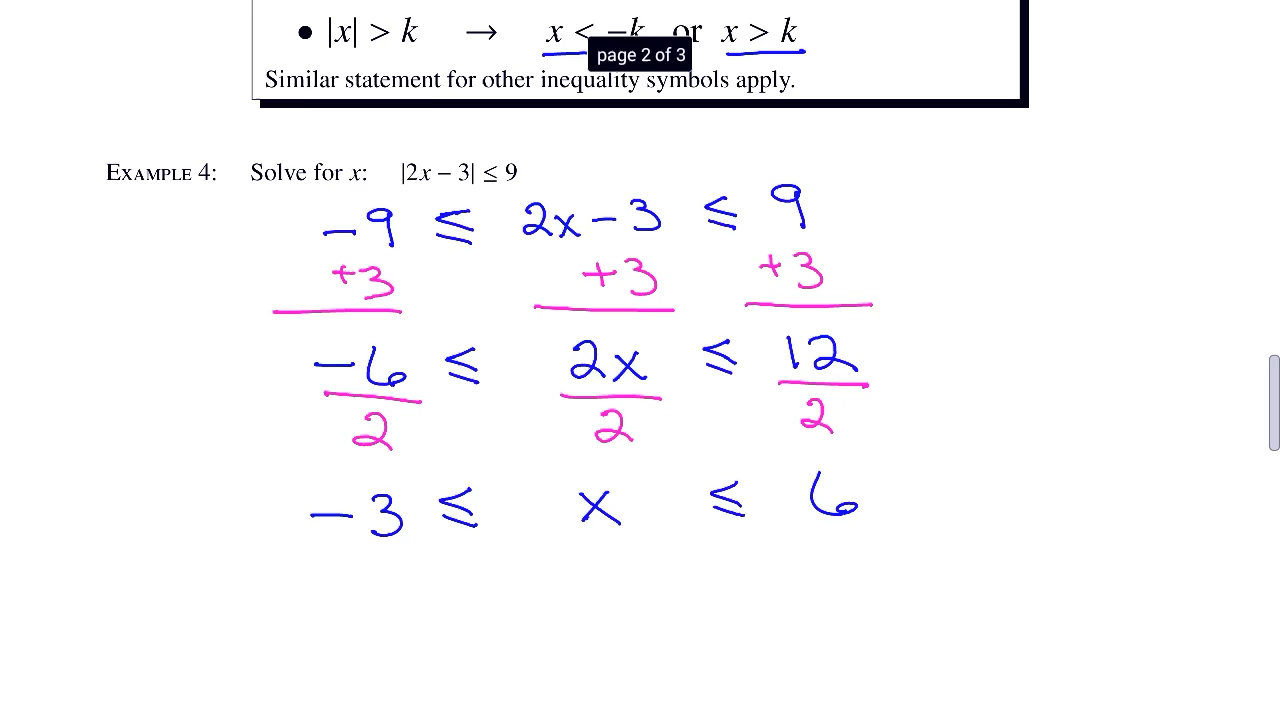 • |x| > k → x < −k or x > k
page 2 of 3
Similar statement for other inequality symbols apply.
EXAMPLE 4: Solve for x: |2x − 3| ≤ 9
−9 ≤ 2x−3 ≤ 9
+3 +3 +3
−6 ≤ 2x ≤ 12
2 2 2
−3 ≤ x ≤ 6